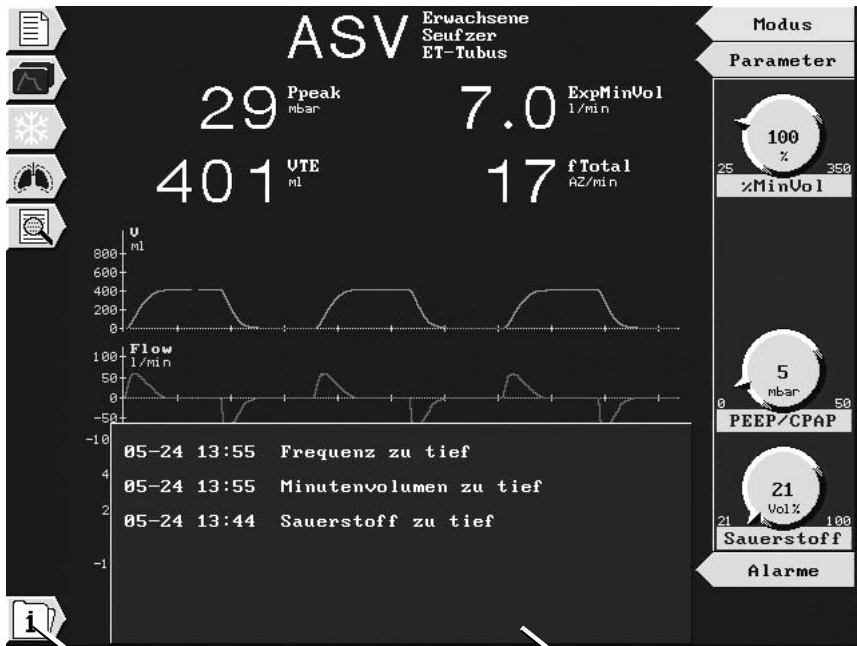 ASV
Erwachsene
Seufzer
ET-Tubus
29 Ppeak
mbar
7.0 ExpMinVol
l/min
401 VTE
ml
17 fTotal
AZ/min
V
ml
800
600
400
200
0
Flow
l/min
100
50
0
-50
-10
4
2
-1
05-24 13:55 Frequenz zu tief
05-24 13:55 Minutenvolumen zu tief
05-24 13:44 Sauerstoff zu tief
i
Modus
Parameter
100
%
25 350
%MinVol
5
mbar
0 50
PEEP/CPAP
21
Vol%
21 100
Sauerstoff
Alarme